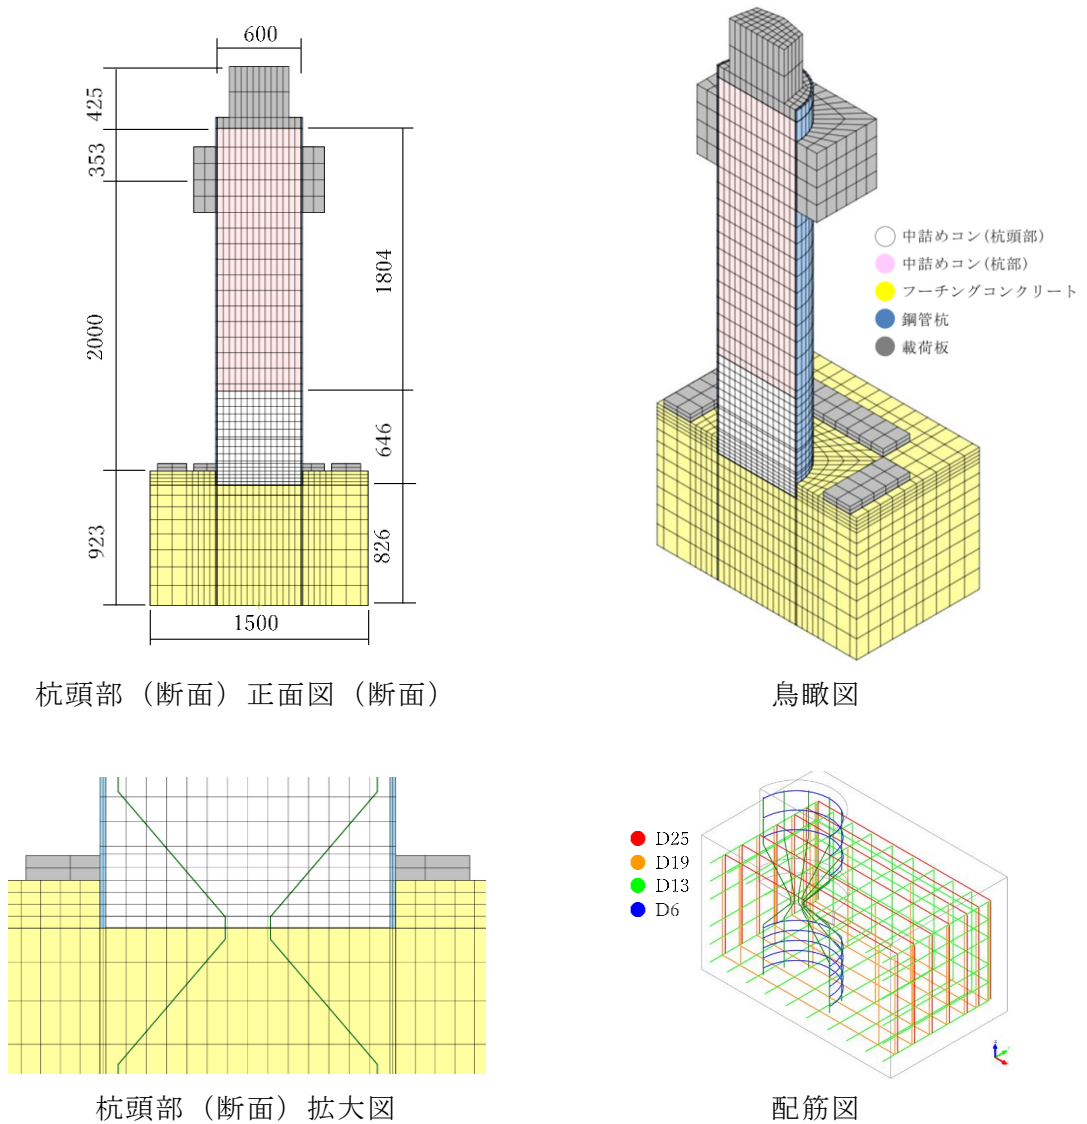 600
425
353
2000
923
1804
646
826
1500
中詰めコン(杭頭部)
中詰めコン(杭部)
フーチングコンクリート
鋼管杭
載荷板
杭頭部（断面）正面図（断面）
鳥瞰図
D25
D19
D13
D6
杭頭部（断面）拡大図
配筋図